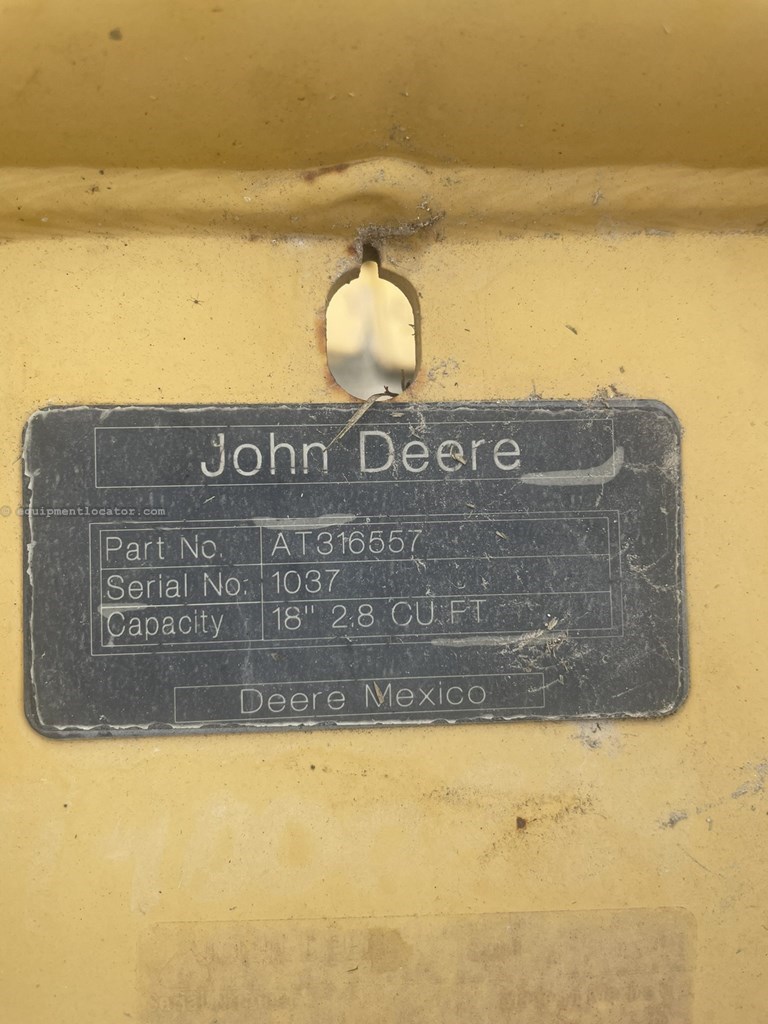 John Deere
© equipmentlocator.com
Part No. AT316557
Serial No. 1037
Capacity 18" 2.8 CU FT
Deere Mexico